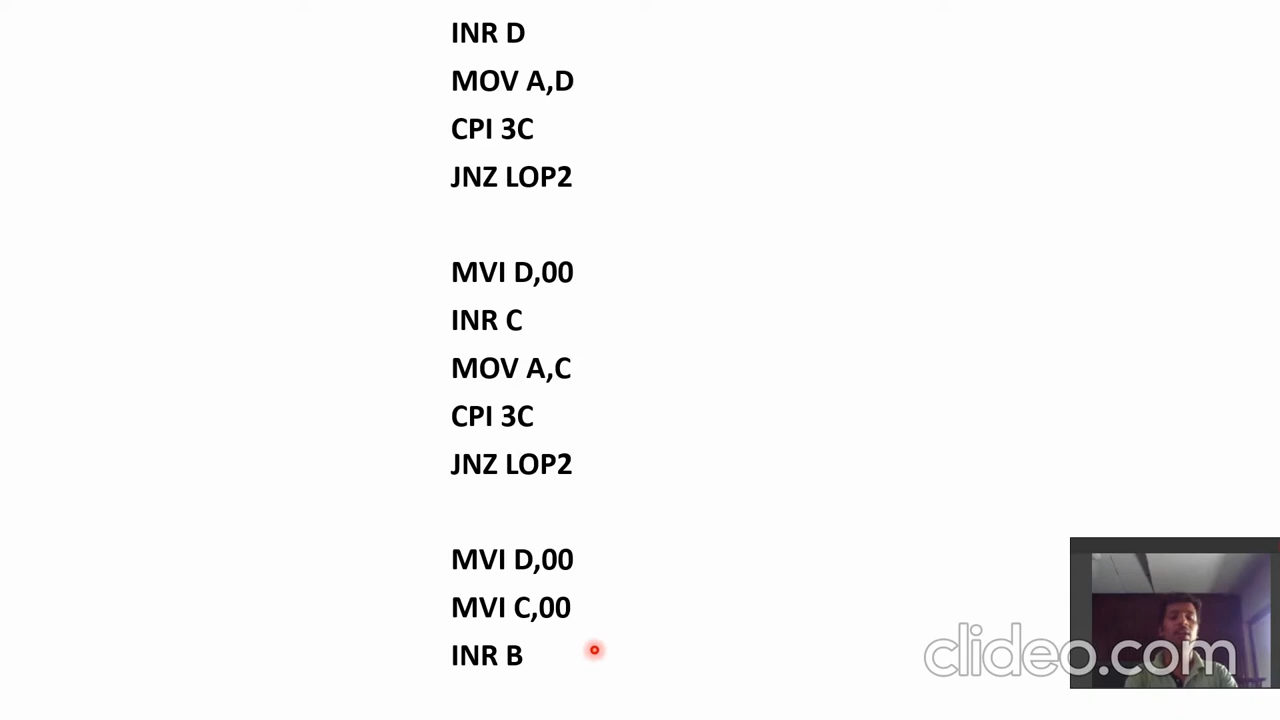 INR D
MOV A,D
CPI 3C
JNZ LOP2
MVI D,00
INR C
MOV A,C
CPI 3C
JNZ LOP2
MVI D,00
MVI C,00
INR B
clideo.com